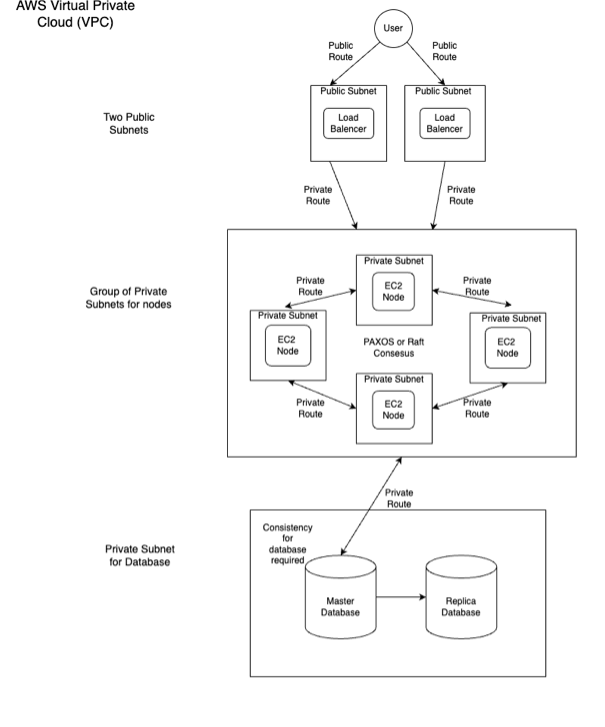 AWS Virtual Private
Cloud (VPC)
User
Public
Route
Public
Route
Two Public
Subnets
Public Subnet
Load
Balencer
Public Subnet
Load
Balencer
Private
Route
Private
Route
Group of Private
Subnets for nodes
Private Subnet
EC2
Node
Private
Route
Private
Route
Private Subnet
EC2
Node
PAXOS or Raft
Consesus
Private Subnet
EC2
Node
Private Subnet
EC2
Node
Private
Route
Private
Route
Private
Route
Private Subnet
for Database
Consistency
for
database
required
Master
Database
Replica
Database